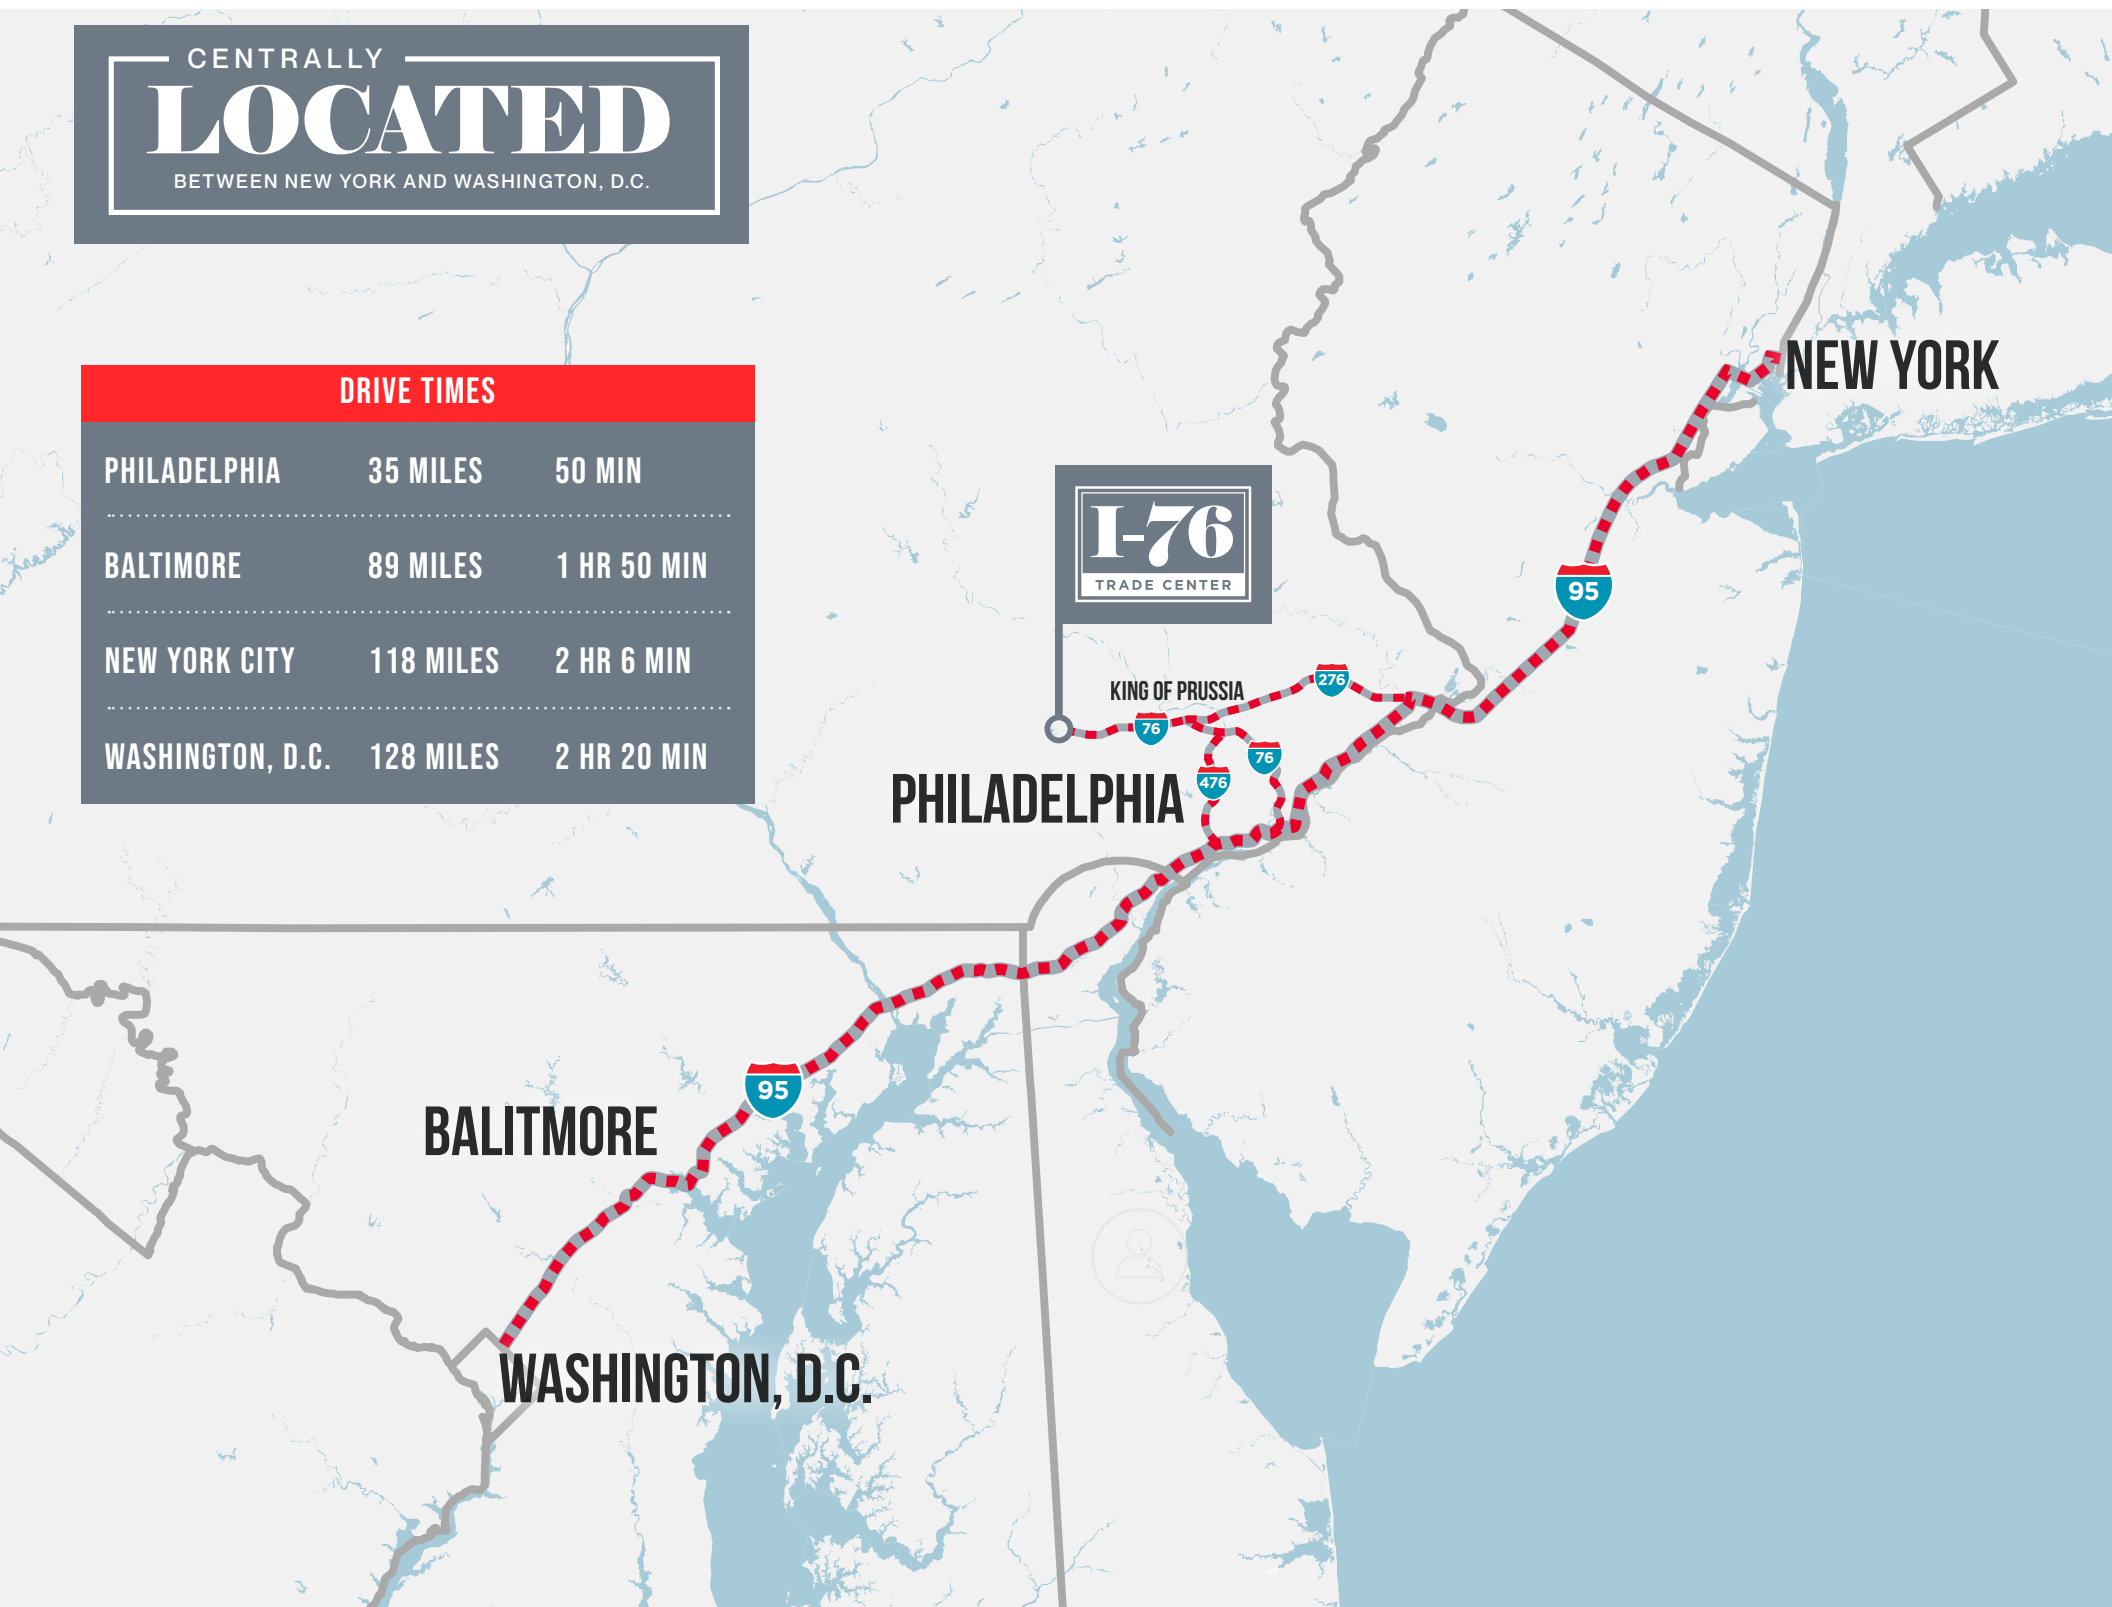 CENTRALLY
LOCATED
BETWEEN NEW YORK AND WASHINGTON, D.C.
DRIVE TIMES
PHILADELPHIA 35 MILES 50 MIN
BALTIMORE 89 MILES 1 HR 50 MIN
NEW YORK CITY 118 MILES 2 HR 6 MIN
WASHINGTON, D.C. 128 MILES 2 HR 20 MIN
NEW YORK
I-76
TRADE CENTER
95
KING OF PRUSSIA
276
76
76
476
PHILADELPHIA
95
BALITMORE
WASHINGTON, D.C.